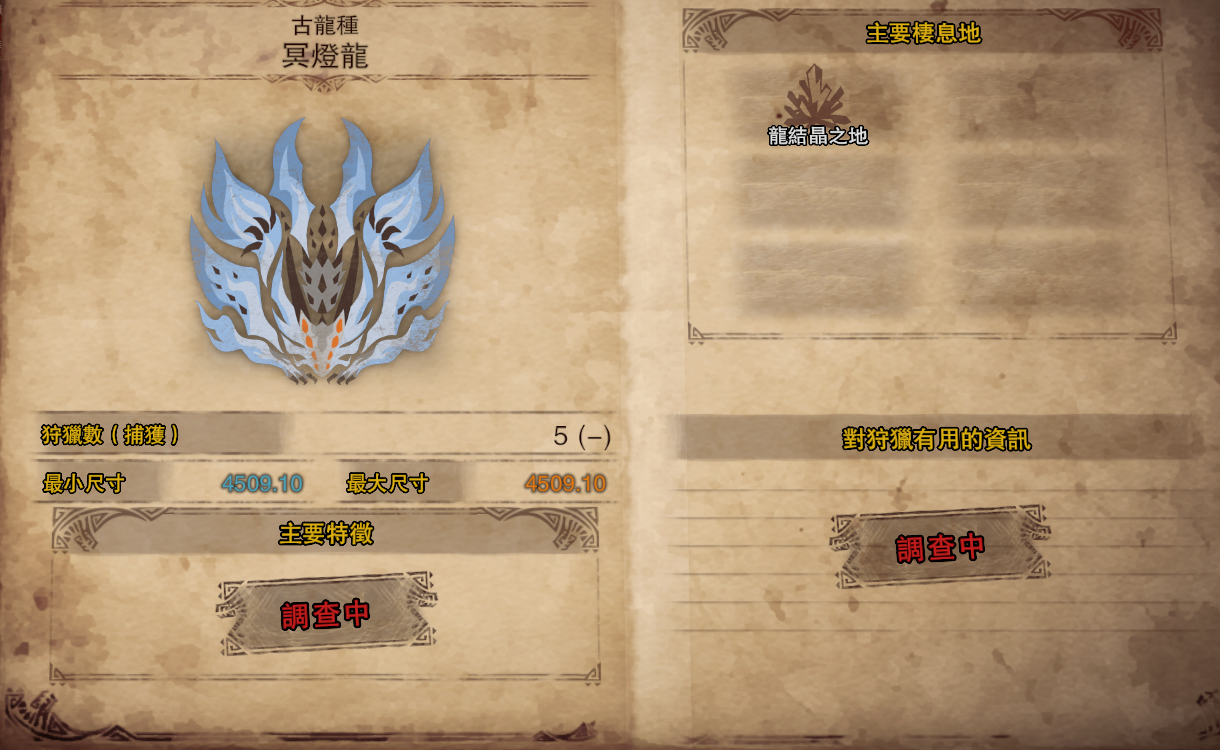 古龍種
冥燈龍
狩獵數（捕獲）
5 (–)
最小尺寸
4509.10
最大尺寸
4509.10
主要特徵
調查中
主要棲息地
龍結晶之地
對狩獵有用的資訊
調查中